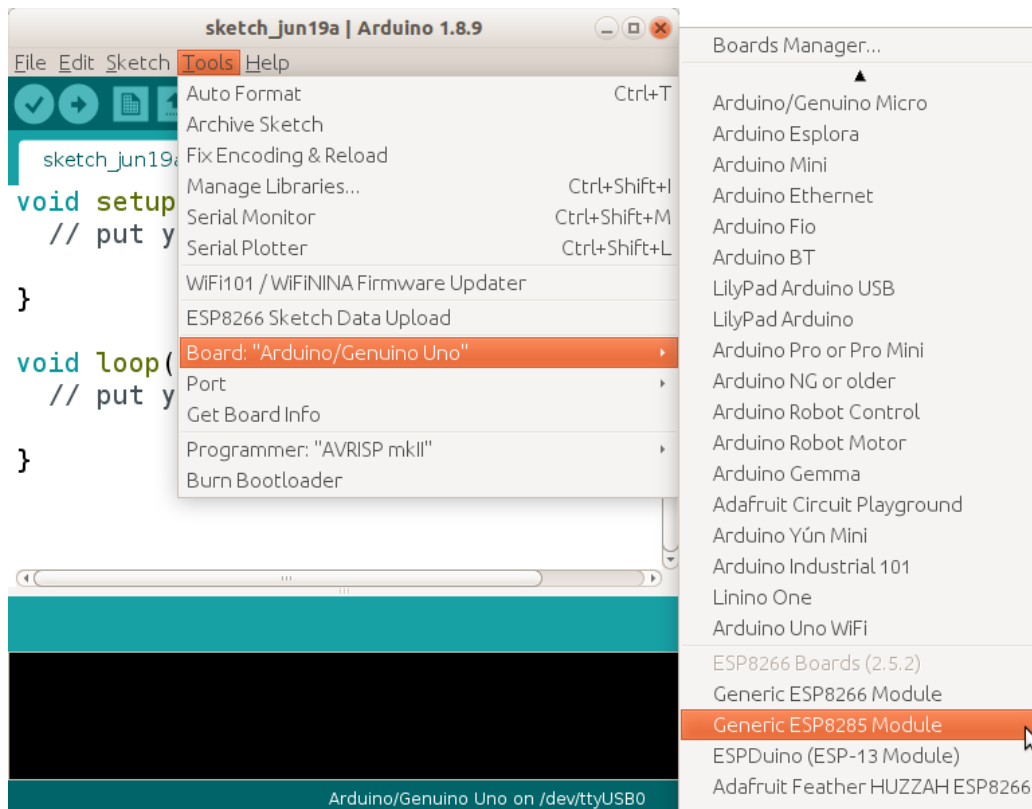 sketch_jun19a | Arduino 1.8.9
File Edit Sketch Tools Help
sketch_jun19a
void setup
// put y
}
void loop(
// put y
}
Auto Format Ctrl+T
Archive Sketch
Fix Encoding & Reload
Manage Libraries... Ctrl+Shift+I
Serial Monitor Ctrl+Shift+M
Serial Plotter Ctrl+Shift+L
WiFi101 / WiFiNINA Firmware Updater
ESP8266 Sketch Data Upload
Board: "Arduino/Genuino Uno"
Port
Get Board Info
Programmer: "AVRISP mkII"
Burn Bootloader
Boards Manager...
Arduino/Genuino Micro
Arduino Esplora
Arduino Mini
Arduino Ethernet
Arduino Fio
Arduino BT
LilyPad Arduino USB
LilyPad Arduino
Arduino Pro or Pro Mini
Arduino NG or older
Arduino Robot Control
Arduino Robot Motor
Arduino Gemma
Adafruit Circuit Playground
Arduino Yún Mini
Arduino Industrial 101
Linino One
Arduino Uno WiFi
ESP8266 Boards (2.5.2)
Generic ESP8266 Module
Generic ESP8285 Module
ESPDuino (ESP-13 Module)
Adafruit Feather HUZZAH ESP8266
Arduino/Genuino Uno on /dev/ttyUSB0